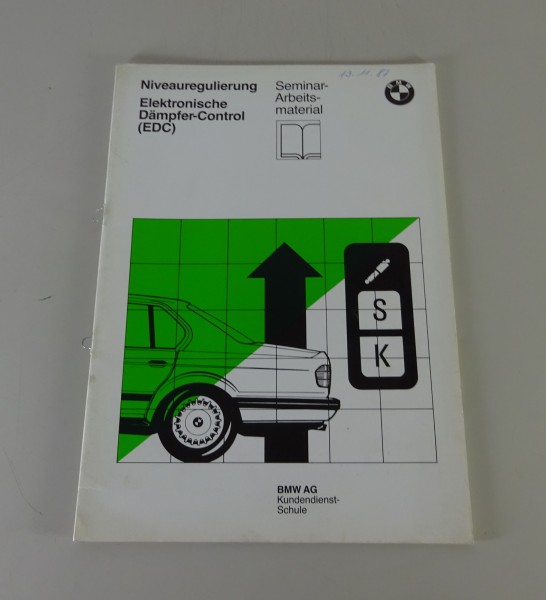 Niveauregulierung
Elektronische
Dämpfer-Control
(EDC)
Seminar-
Arbeits-
material
BMW
S
K
BMW AG
Kundendienst-
Schule